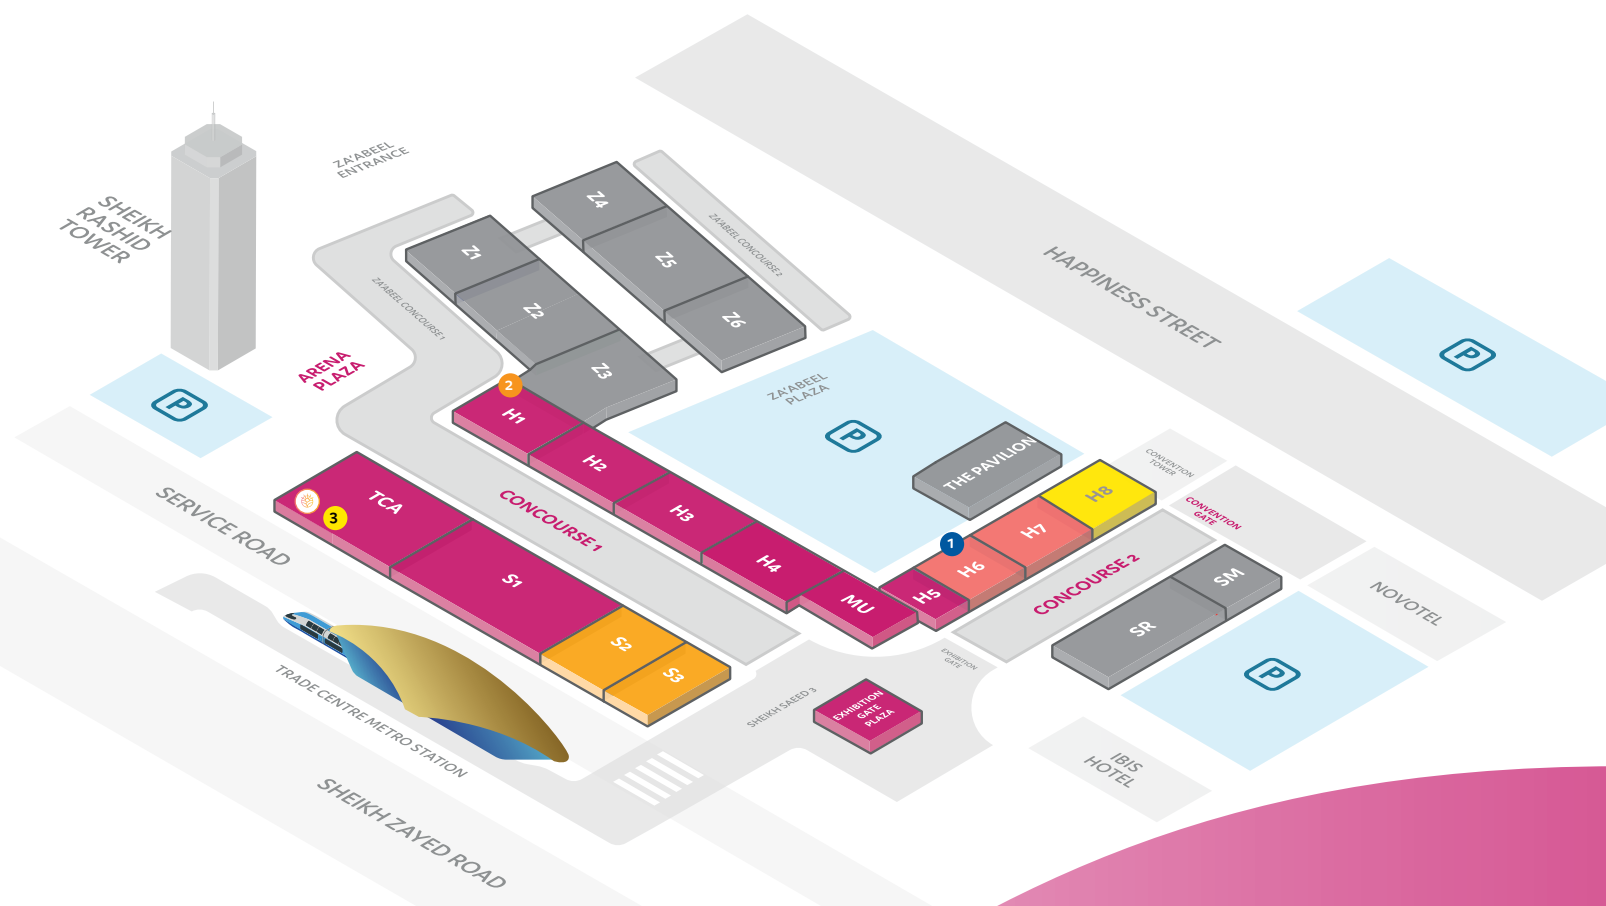 ZA'ABEEL
ENTRANCE
SHEIKH
RASHID
TOWER
Z4
Z1
Z5
ZA'ABEEL CONCOURSE 2
HAPPINESS STREET
ZA'ABEEL CONCOURSE 1
Z2
Z6
P
ARENA
PLAZA
Z3
ZA'ABEEL
PLAZA
P
2
H1
P
H2
THE PAVILION
CONVENTION
TOWER
H8
TCA
3
CONCOURSE 1
H3
CONVENTION
GATE
SERVICE ROAD
H7
1
H4
H6
S1
CONCOURSE 2
H5
MU
SM
NOVOTEL
SR
S2
S3
EXHIBITION
GATE
P
TRADE CENTRE METRO STATION
SHEIKH SAEED 3
EXHIBITION
GATE
PLAZA
IBIS
HOTEL
SHEIKH ZAYED ROAD